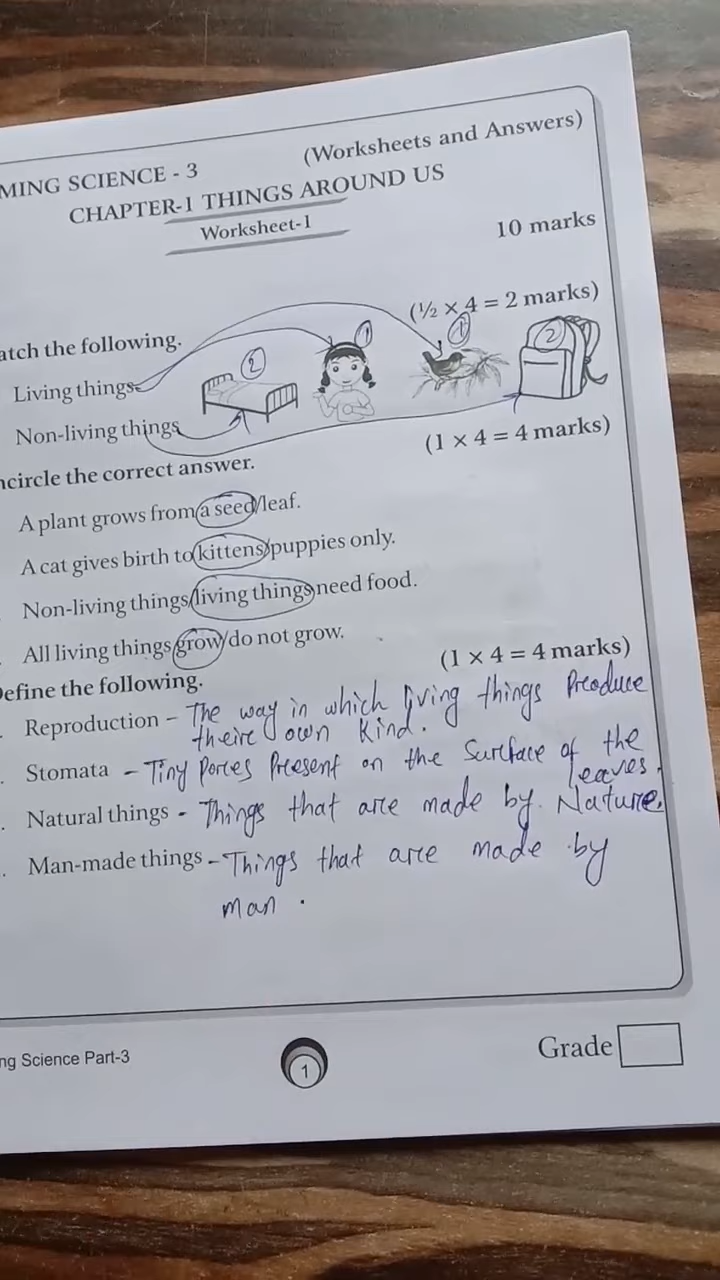 MING SCIENCE - 3 (Worksheets and Answers)
CHAPTER-1 THINGS AROUND US
Worksheet-1
10 marks
atch the following. (½ × 4 = 2 marks)
2 1 1 2
Living things
Non-living things
ncircle the correct answer. (1 × 4 = 4 marks)
A plant grows from a seed/leaf.
A cat gives birth to kittens/puppies only.
Non-living things/living things need food.
All living things grow/do not grow.
efine the following. (1 × 4 = 4 marks)
. Reproduction - The way in which living things Produce
their own kind.
. Stomata - Tiny Pores Present on the Surface of the
leaves.
. Natural things - Things that are made by Nature.
. Man-made things - Things that are made by
man.
ng Science Part-3 1 Grade